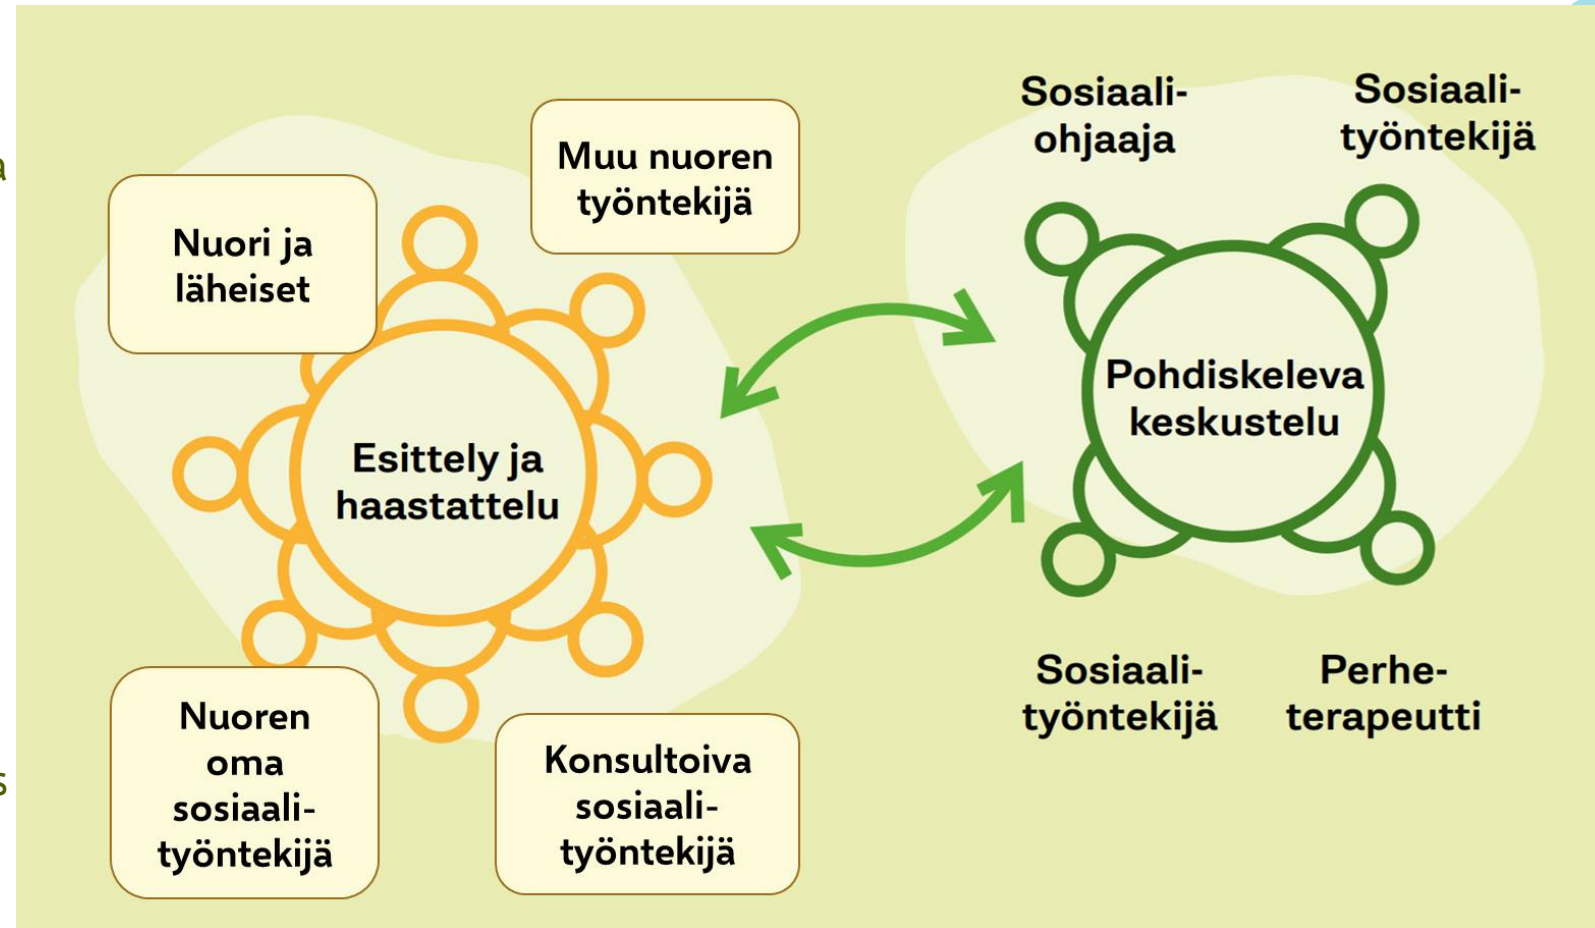 Nuori ja
läheiset
Muu nuoren
työntekijä
Esittely ja
haastattelu
Nuoren
oma
sosiaali-
työntekijä
Konsultoiva
sosiaali-
työntekijä
Sosiaali-
ohjaaja
Sosiaali-
työntekijä
Pohdiskeleva
keskustelu
Sosiaali-
työntekijä
Perhe-
terapeutti